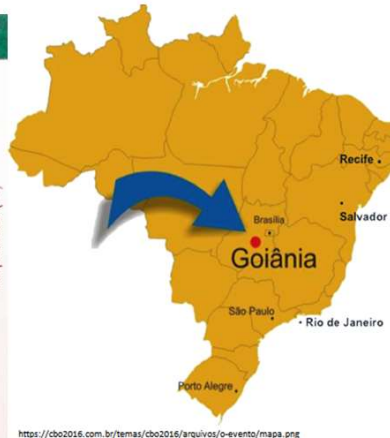 Recife
Salvador
Brasília
Goiânia
São Paulo
Rio de Janeiro
Porto Alegre
https://cbo2016.com.br/temas/cbo2016/arquivos/o-evento/mapa.png